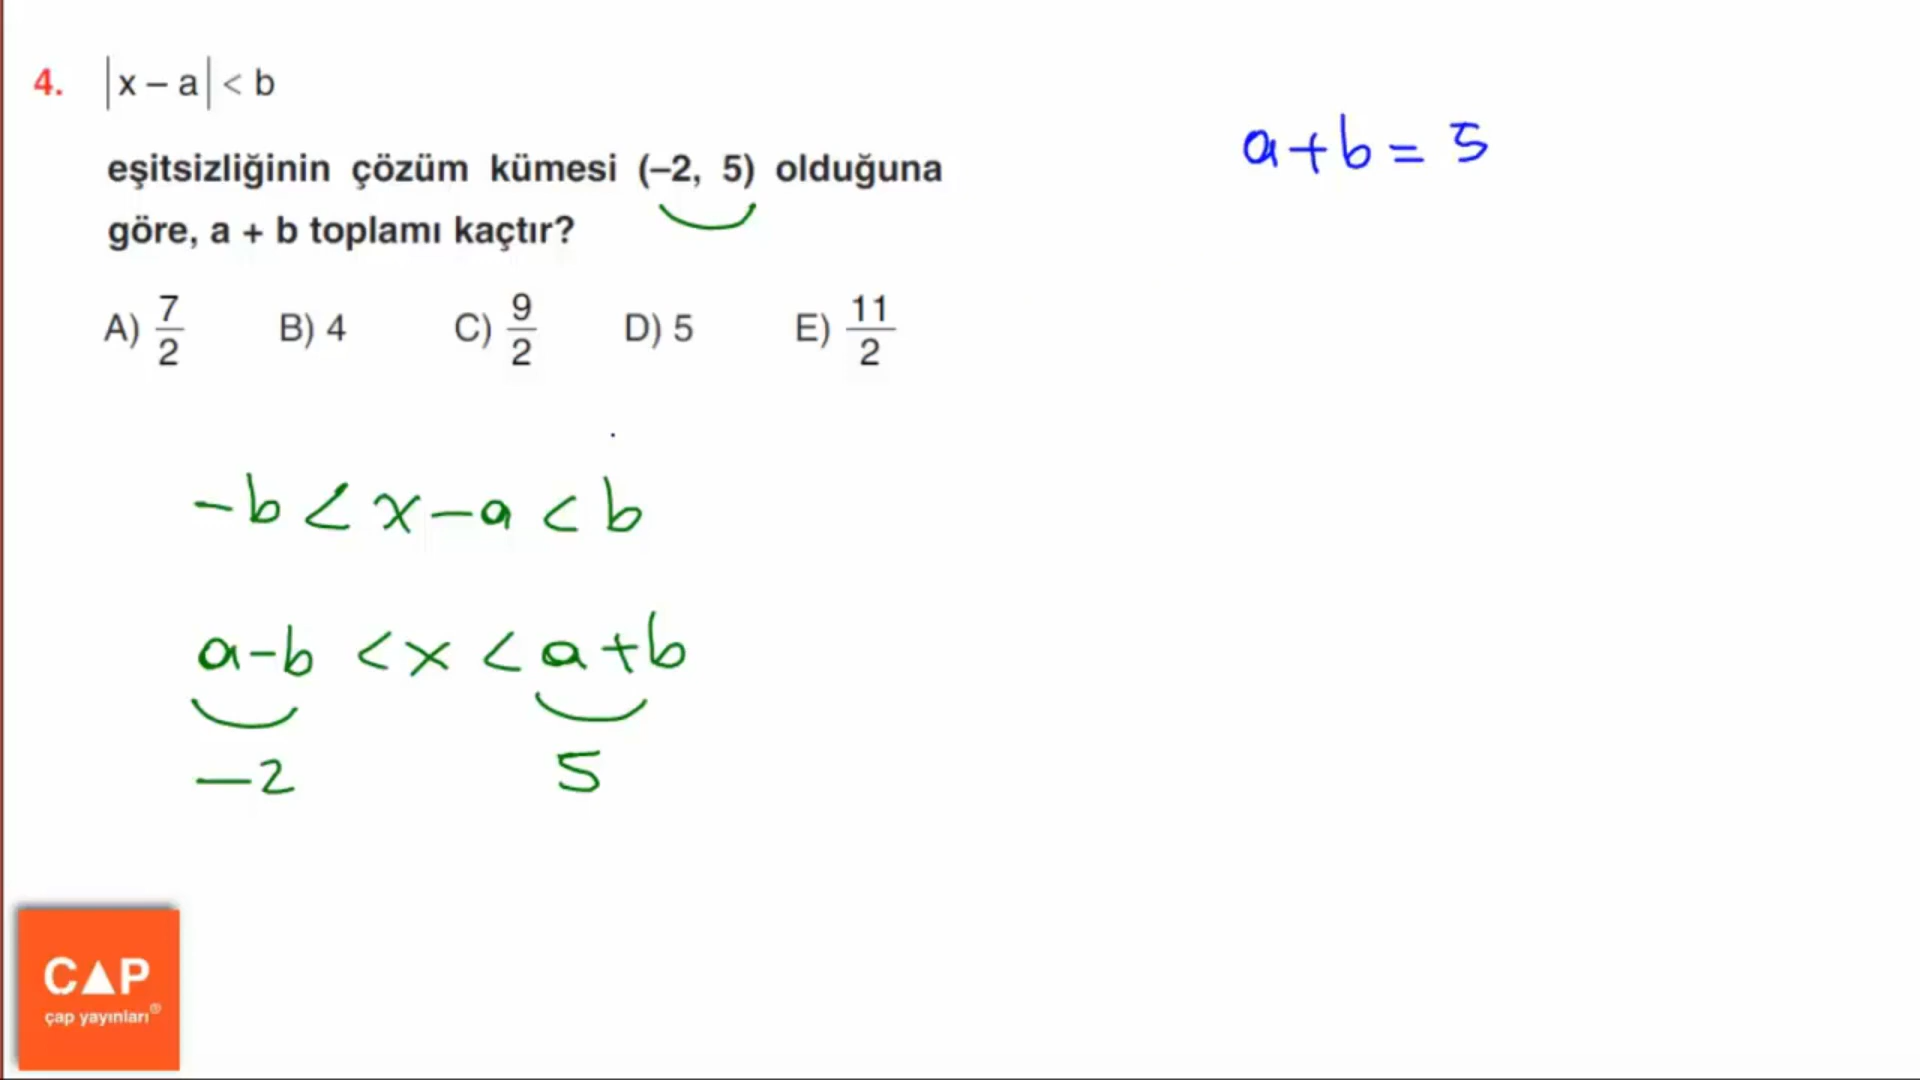 4. |x – a| < b
eşitsizliğinin çözüm kümesi (–2, 5) olduğuna
göre, a + b toplamı kaçtır?
A) 7/2 B) 4 C) 9/2 D) 5 E) 11/2
a+b = 5
-b < x-a < b
a-b < x < a+b
-2 5
CAP
çap yayınları®